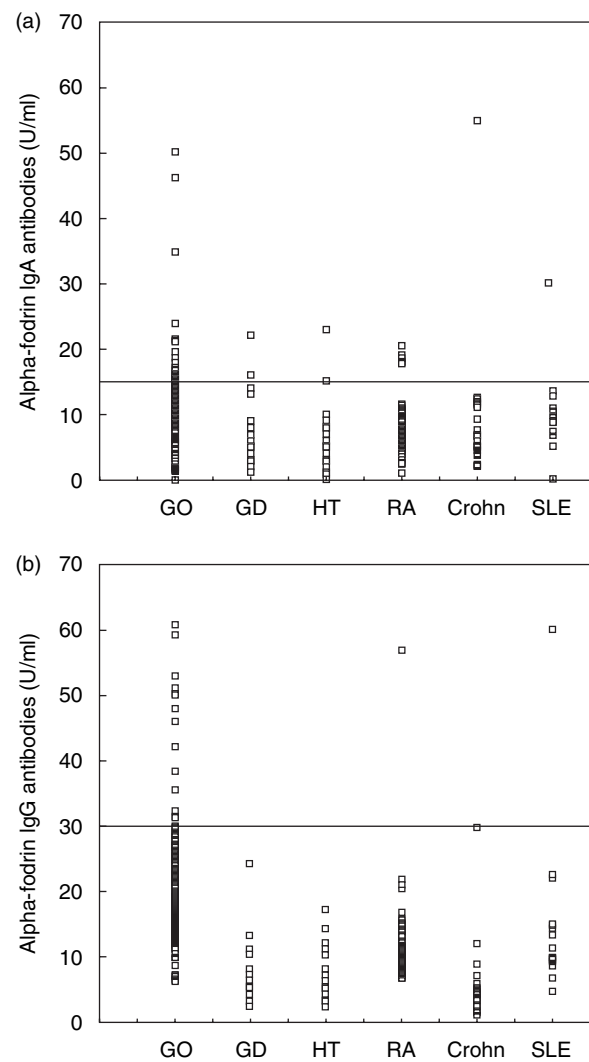 (a)
70
60
50
40
30
20
10
0
Alpha-fodrin IgA antibodies (U/ml)
GO GD HT RA Crohn SLE
(b)
70
60
50
40
30
20
10
0
Alpha-fodrin IgG antibodies (U/ml)
GO GD HT RA Crohn SLE